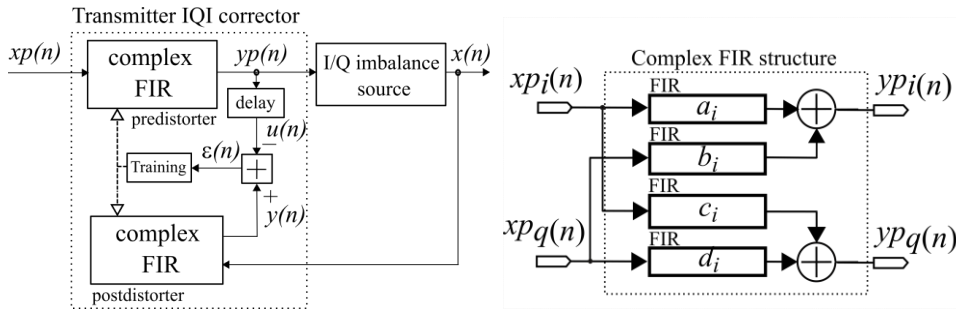 Transmitter IQI corrector
xp(n)
complex
FIR
yp(n)
I/Q imbalance
source
x(n)
predistorter
delay
u(n)
−
ε(n)
Training
+
+
y(n)
complex
FIR
postdistorter
Complex FIR structure
xpi(n)
FIR
ai
ypi(n)
FIR
bi
FIR
ci
xpq(n)
FIR
di
ypq(n)